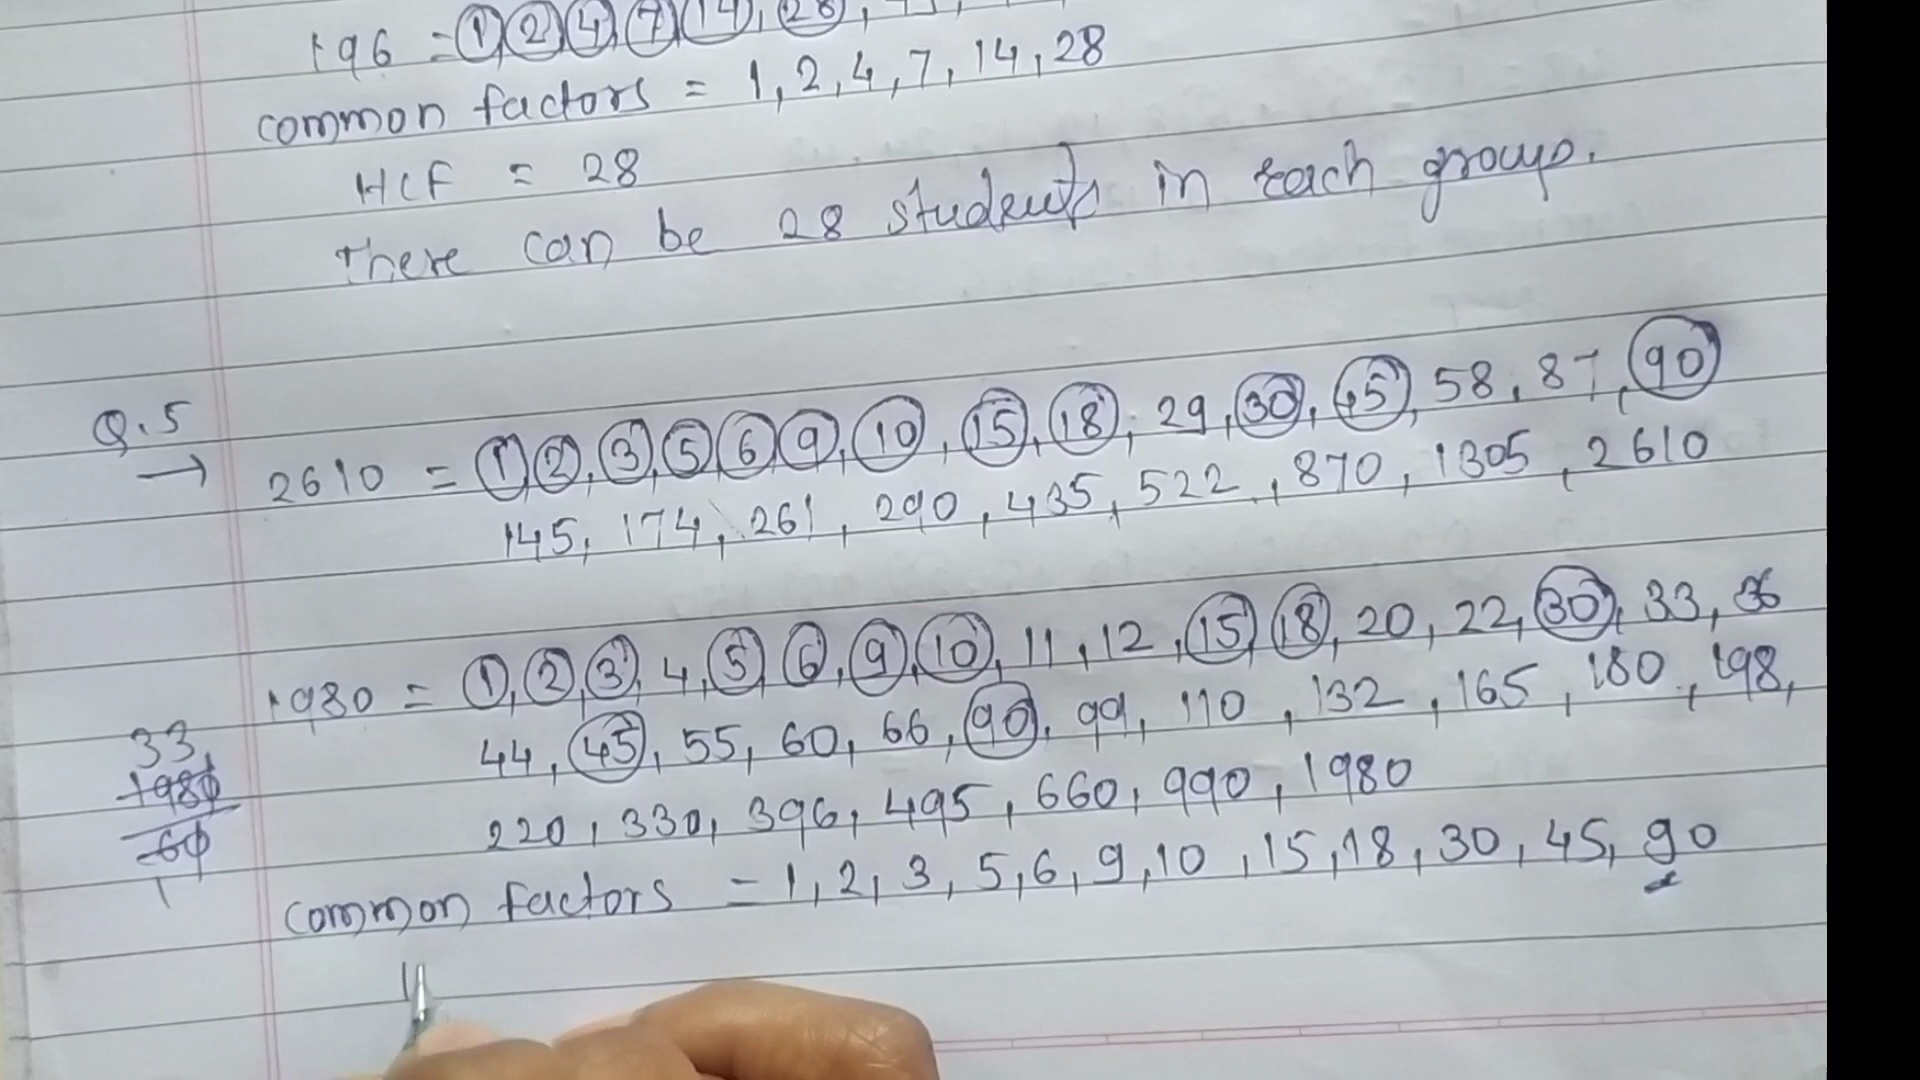 196 = 1, 2, 4, 7, 14, 28,
common factors = 1, 2, 4, 7, 14, 28
HCF = 28
There can be 28 students in each group.
Q.5
→ 2610 = 1, 2, 3, 5, 6, 9, 10, 15, 18, 29, 30, 45, 58, 87, 90
145, 174, 261, 290, 435, 522, 870, 1305, 2610
1980 = 1, 2, 3, 4, 5, 6, 9, 10, 11, 12, 15, 18, 20, 22, 30, 33, 36
44, 45, 55, 60, 66, 90, 99, 110, 132, 165, 180, 198,
220, 330, 396, 495, 660, 990, 1980
33
1980
60
1
common factors = 1, 2, 3, 5, 6, 9, 10, 15, 18, 30, 45, 90